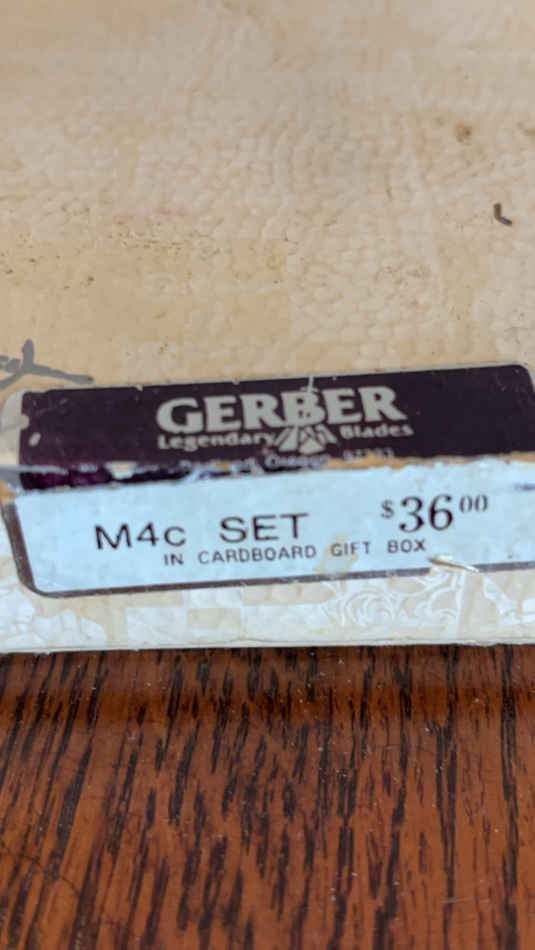 GERBER
Legendary Blades
M4c SET $36 00
IN CARDBOARD GIFT BOX